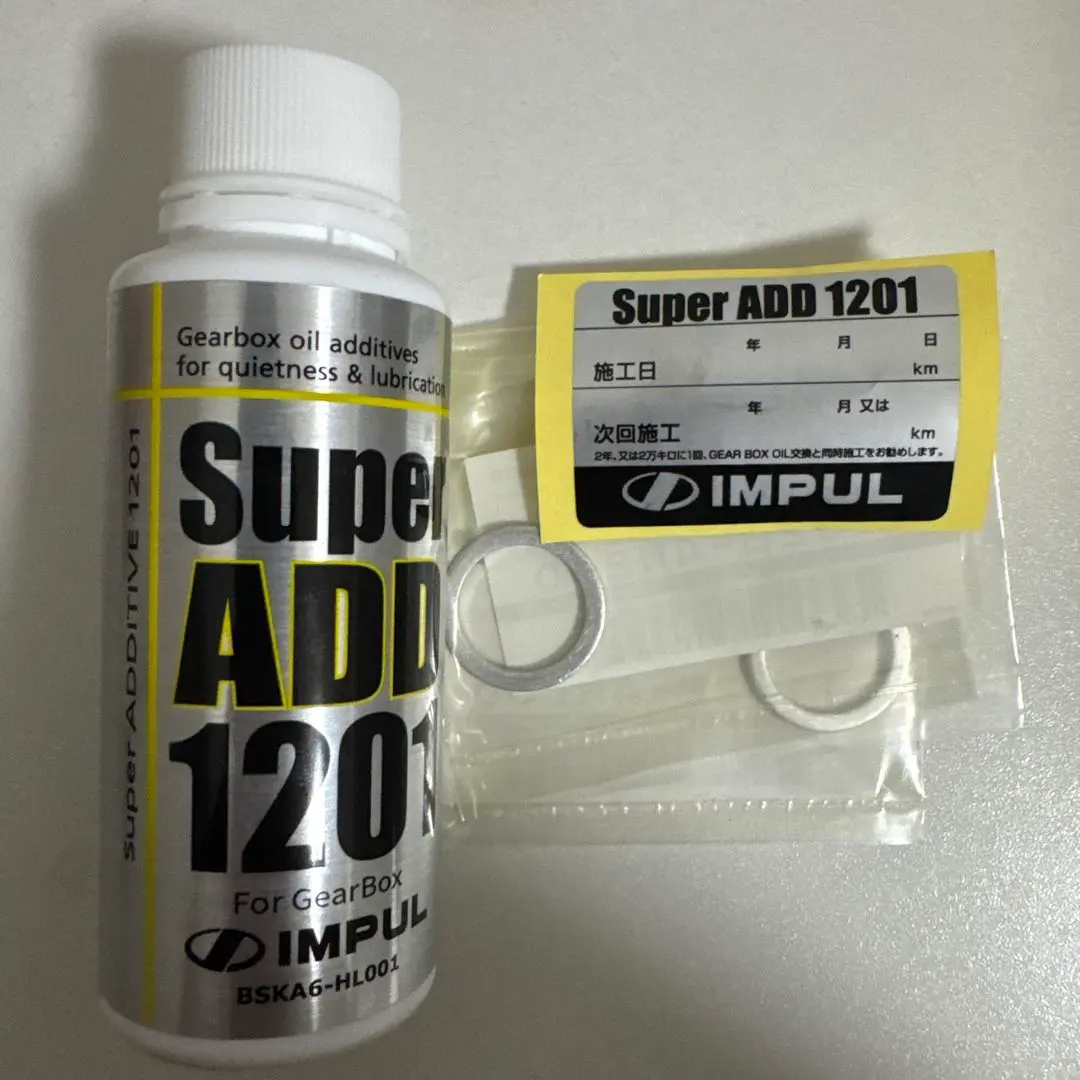 Gearbox oil additives
for quietness & lubrication
Super
ADD
1201
For GearBox
IMPUL
BSKA6-HL001
Super ADDITIVE 1201
Super ADD 1201
年 月 日
施工日 km
年 月 又は
次回施工 km
2年、又は2万キロに1回、GEAR BOX OIL交換と同時施工をお勧めします。
IMPUL